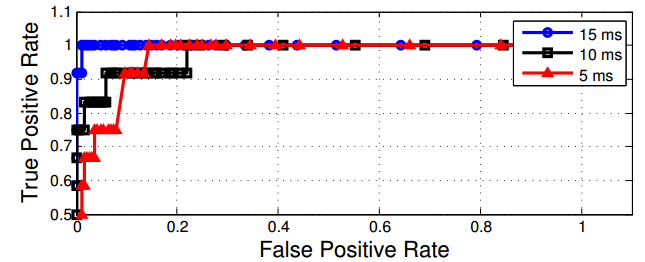 1.1
1
0.9
0.8
0.7
0.6
0.5
True Positive Rate
15 ms
10 ms
5 ms
0
0.2
0.4
0.6
0.8
1
False Positive Rate